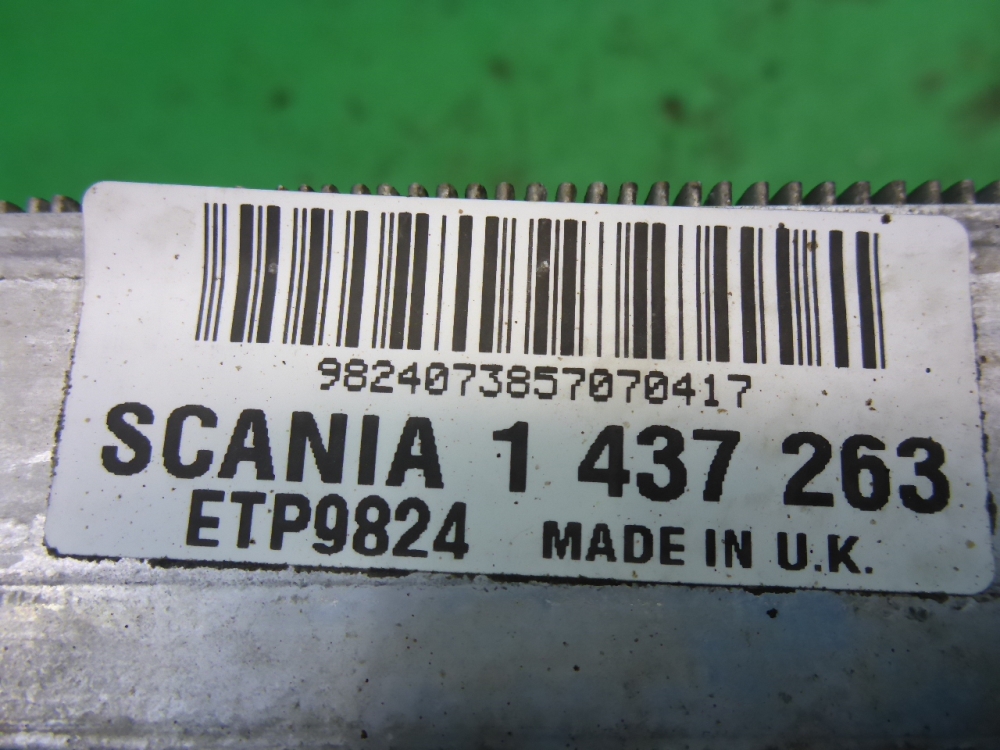 9824073857070417
SCANIA 1 437 263
ETP9824 MADE IN U.K.